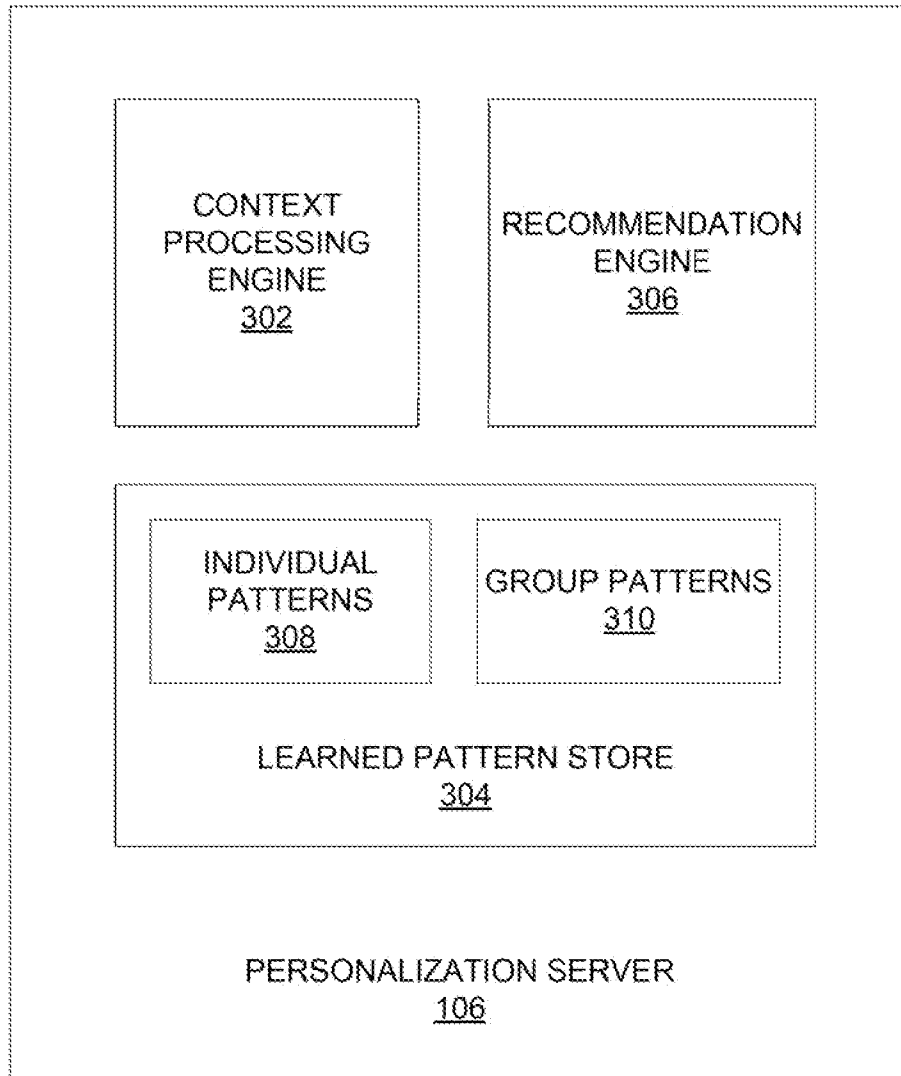 CONTEXT
PROCESSING
ENGINE
302
RECOMMENDATION
ENGINE
306
INDIVIDUAL
PATTERNS
308
GROUP PATTERNS
310
LEARNED PATTERN STORE
304
PERSONALIZATION SERVER
106